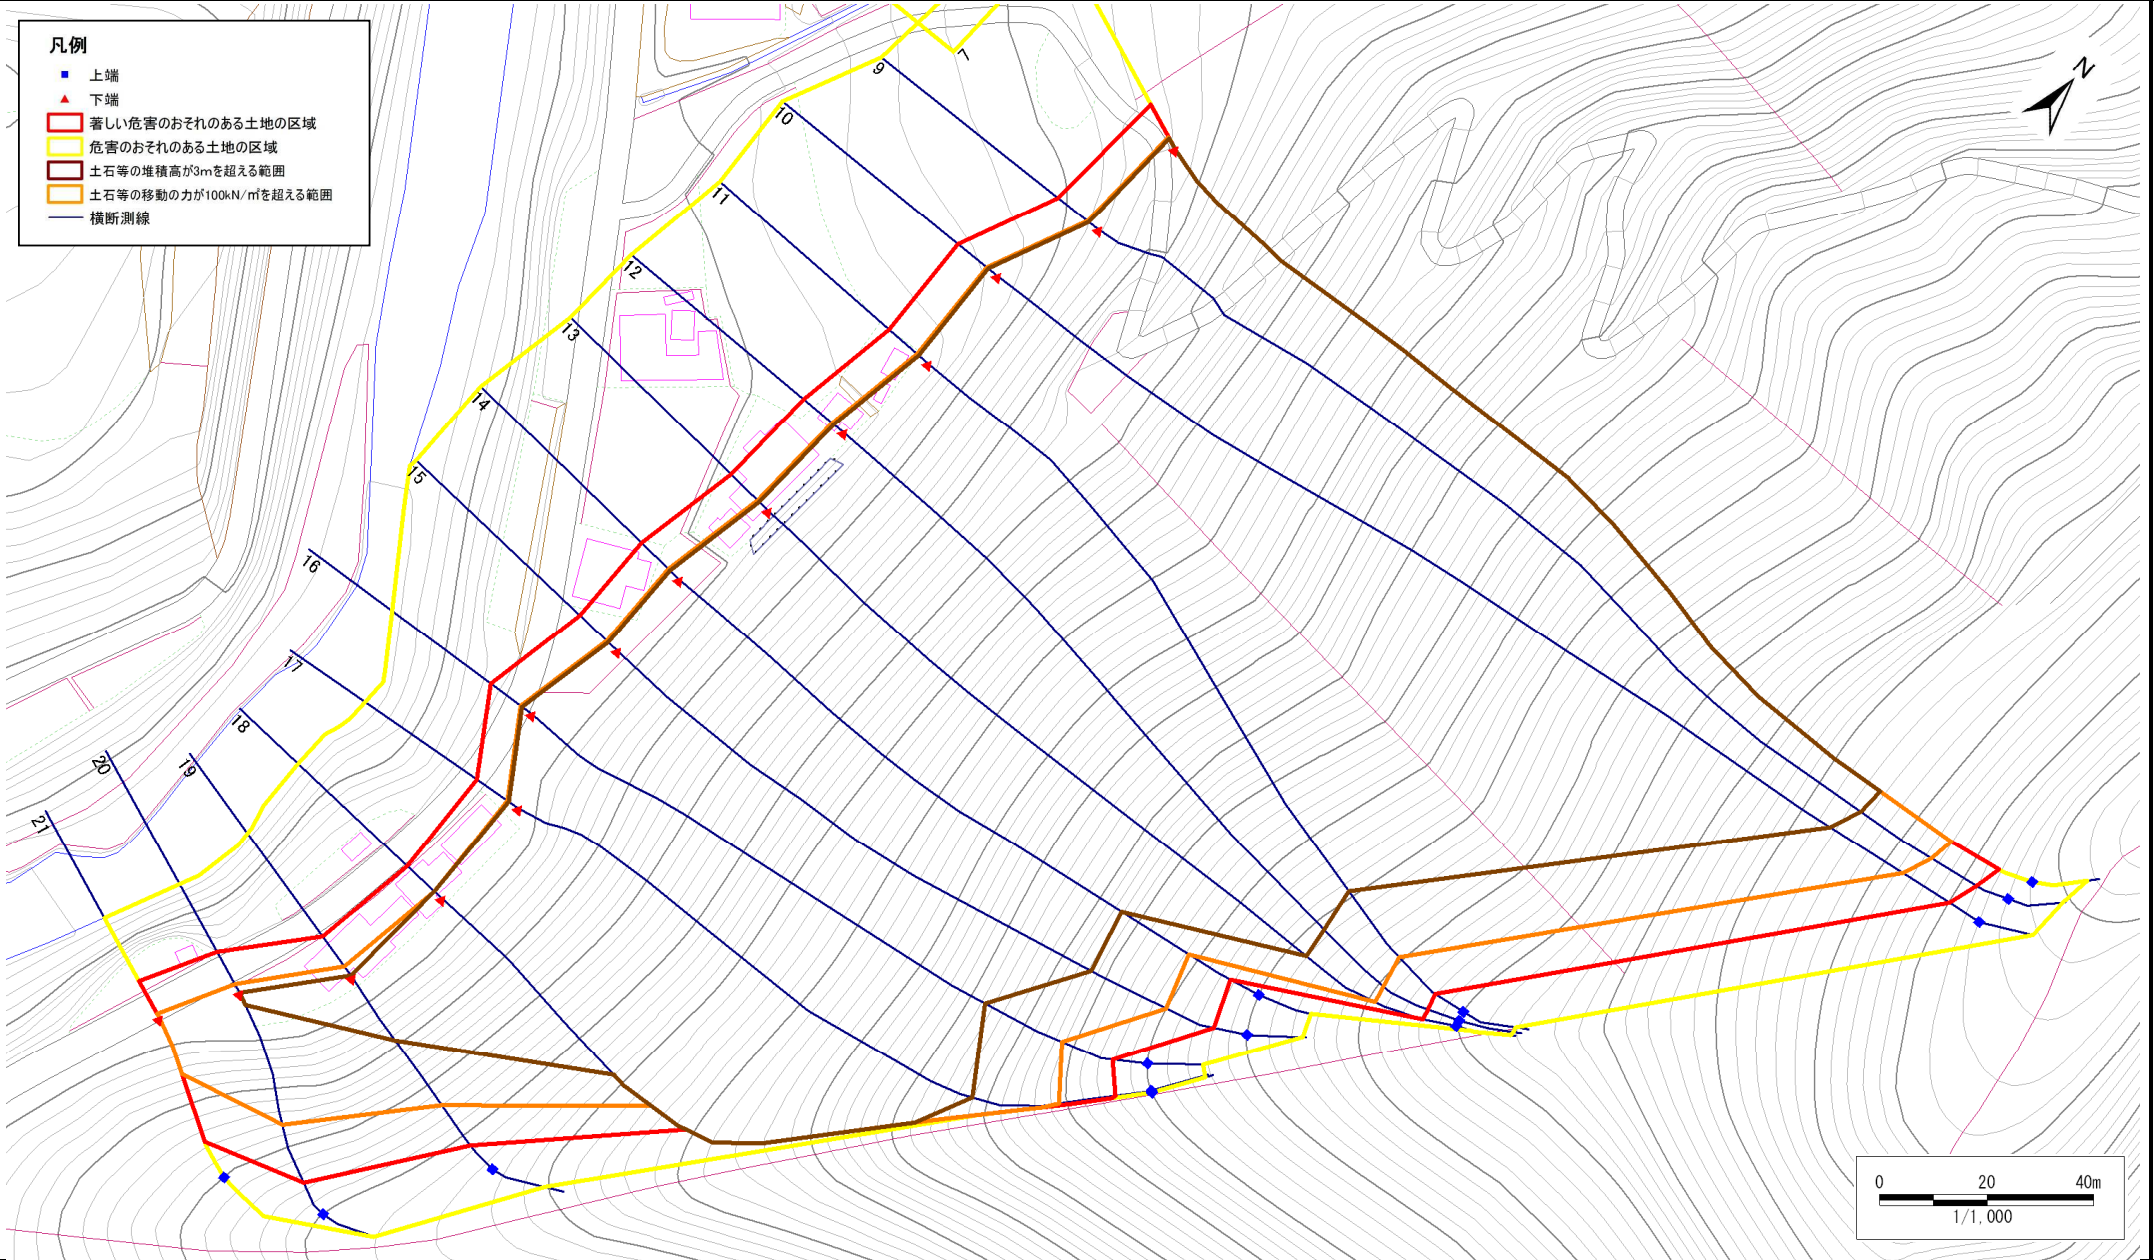 凡例
上端
下端
著しい危害のおそれのある土地の区域
危害のおそれのある土地の区域
土石等の堆積高が3mを超える範囲
土石等の移動の力が100kN/㎡を超える範囲
横断測線
N
7
9
10
11
12
13
14
15
16
17
18
19
20
21
0 20 40m
1/1,000